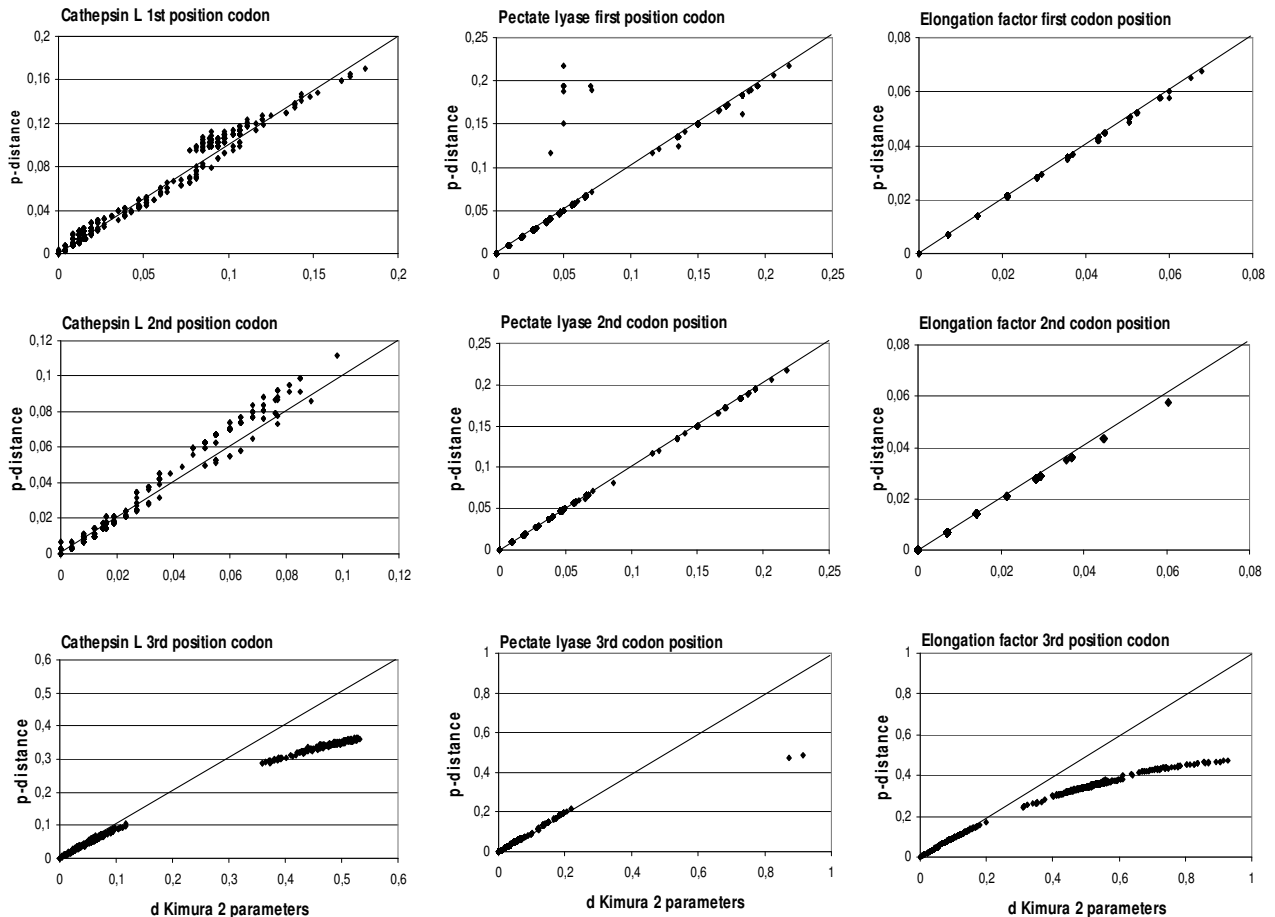 Cathepsin L 1st position codon
0,2
0,16
0,12
0,08
0,04
0
p-distance
0 0,05 0,1 0,15 0,2
Pectate lyase first position codon
0,25
0,2
0,15
0,1
0,05
0
p-distance
0 0,05 0,1 0,15 0,2 0,25
Elongation factor first codon position
0,08
0,06
0,04
0,02
0
p-distance
0 0,02 0,04 0,06 0,08
Cathepsin L 2nd position codon
0,12
0,1
0,08
0,06
0,04
0,02
0
p-distance
0 0,02 0,04 0,06 0,08 0,1 0,12
Pectate lyase 2nd codon position
0,25
0,2
0,15
0,1
0,05
0
p-distance
0 0,05 0,1 0,15 0,2 0,25
Elongation factor 2nd codon position
0,08
0,06
0,04
0,02
0
p-distance
0 0,02 0,04 0,06 0,08
Cathepsin L 3rd position codon
0,6
0,5
0,4
0,3
0,2
0,1
0
p-distance
0 0,1 0,2 0,3 0,4 0,5 0,6
d Kimura 2 parameters
Pectate lyase 3rd codon position
1
0,8
0,6
0,4
0,2
0
p-distance
0 0,2 0,4 0,6 0,8 1
d Kimura 2 parameters
Elongation factor 3rd position codon
1
0,8
0,6
0,4
0,2
0
p-distance
0 0,2 0,4 0,6 0,8 1
d Kimura 2 parameters